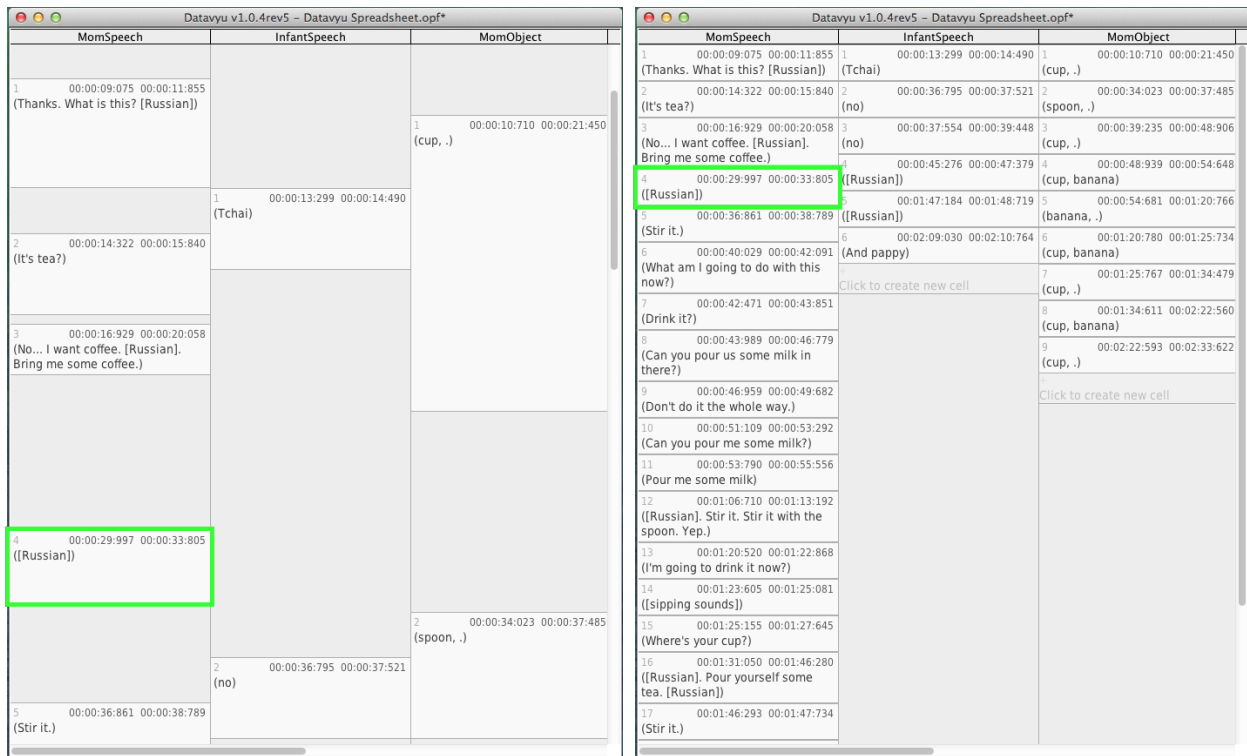 Datavyu v1.0.4rev5 – Datavyu Spreadsheet.opf*
MomSpeech
InfantSpeech
MomObject
1 00:00:09:075 00:00:11:855
(Thanks. What is this? [Russian])
2 00:00:14:322 00:00:15:840
(It's tea?)
3 00:00:16:929 00:00:20:058
(No... I want coffee. [Russian].
Bring me some coffee.)
4 00:00:29:997 00:00:33:805
([Russian])
5 00:00:36:861 00:00:38:789
(Stir it.)
1 00:00:13:299 00:00:14:490
(Tchai)
2 00:00:36:795 00:00:37:521
(no)
1 00:00:10:710 00:00:21:450
(cup, .)
2 00:00:34:023 00:00:37:485
(spoon, .)
Datavyu v1.0.4rev5 – Datavyu Spreadsheet.opf*
MomSpeech
InfantSpeech
MomObject
1 00:00:09:075 00:00:11:855
(Thanks. What is this? [Russian])
2 00:00:14:322 00:00:15:840
(It's tea?)
3 00:00:16:929 00:00:20:058
(No... I want coffee. [Russian].
Bring me some coffee.)
4 00:00:29:997 00:00:33:805
([Russian])
5 00:00:36:861 00:00:38:789
(Stir it.)
6 00:00:40:029 00:00:42:091
(What am I going to do with this
now?)
7 00:00:42:471 00:00:43:851
(Drink it?)
8 00:00:43:989 00:00:46:779
(Can you pour us some milk in
there?)
9 00:00:46:959 00:00:49:682
(Don't do it the whole way.)
10 00:00:51:109 00:00:53:292
(Can you pour me some milk?)
11 00:00:53:790 00:00:55:556
(Pour me some milk)
12 00:01:06:710 00:01:13:192
([Russian]. Stir it. Stir it with the
spoon. Yep.)
13 00:01:20:520 00:01:22:868
(I'm going to drink it now?)
14 00:01:23:605 00:01:25:081
([sipping sounds])
15 00:01:25:155 00:01:27:645
(Where's your cup?)
16 00:01:31:050 00:01:46:280
([Russian]. Pour yourself some
tea. [Russian])
17 00:01:46:293 00:01:47:734
(Stir it.)
1 00:00:13:299 00:00:14:490
(Tchai)
2 00:00:36:795 00:00:37:521
(no)
3 00:00:37:554 00:00:39:448
(no)
4 00:00:45:276 00:00:47:379
([Russian])
5 00:01:47:184 00:01:48:719
([Russian])
6 00:02:09:030 00:02:10:764
(And pappy)
+
Click to create new cell
1 00:00:10:710 00:00:21:450
(cup, .)
2 00:00:34:023 00:00:37:485
(spoon, .)
3 00:00:39:235 00:00:48:906
(cup, .)
4 00:00:48:939 00:00:54:648
(cup, banana)
5 00:00:54:681 00:01:20:766
(banana, .)
6 00:01:20:780 00:01:25:734
(cup, banana)
7 00:01:25:767 00:01:34:479
(cup, .)
8 00:01:34:611 00:02:22:560
(cup, banana)
9 00:02:22:593 00:02:33:622
(cup, .)
+
Click to create new cell